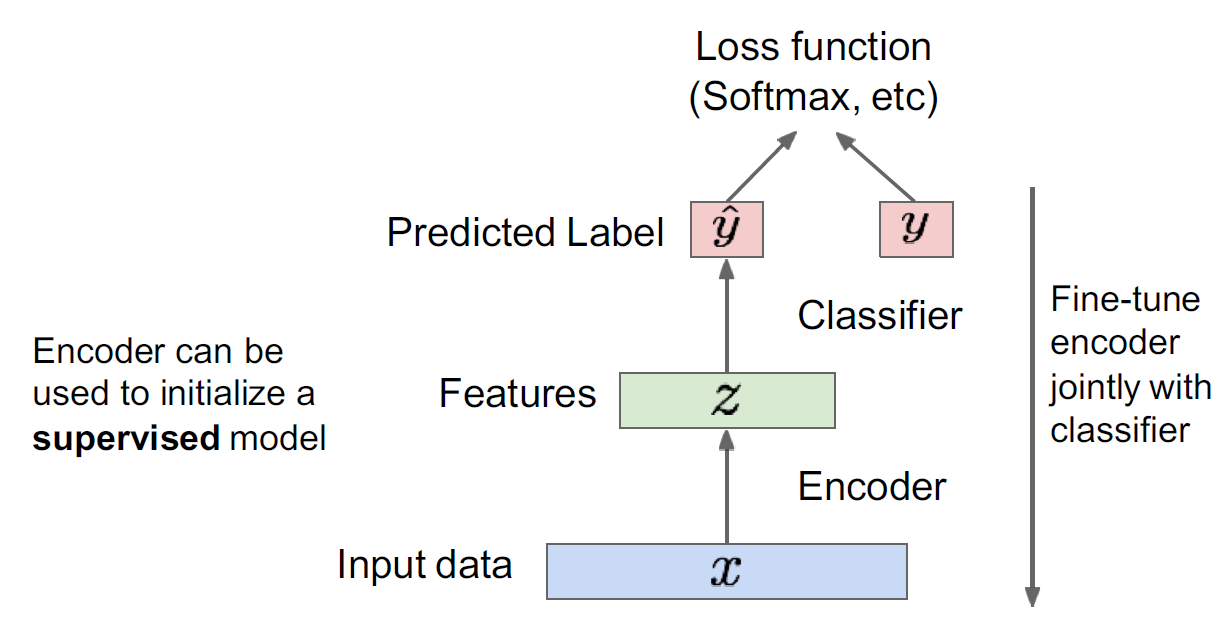 Loss function
(Softmax, etc)
Predicted Label
ŷ
y
Classifier
Fine-tune
encoder
jointly with
classifier
Encoder can be
used to initialize a
supervised model
Features
z
Encoder
Input data
x